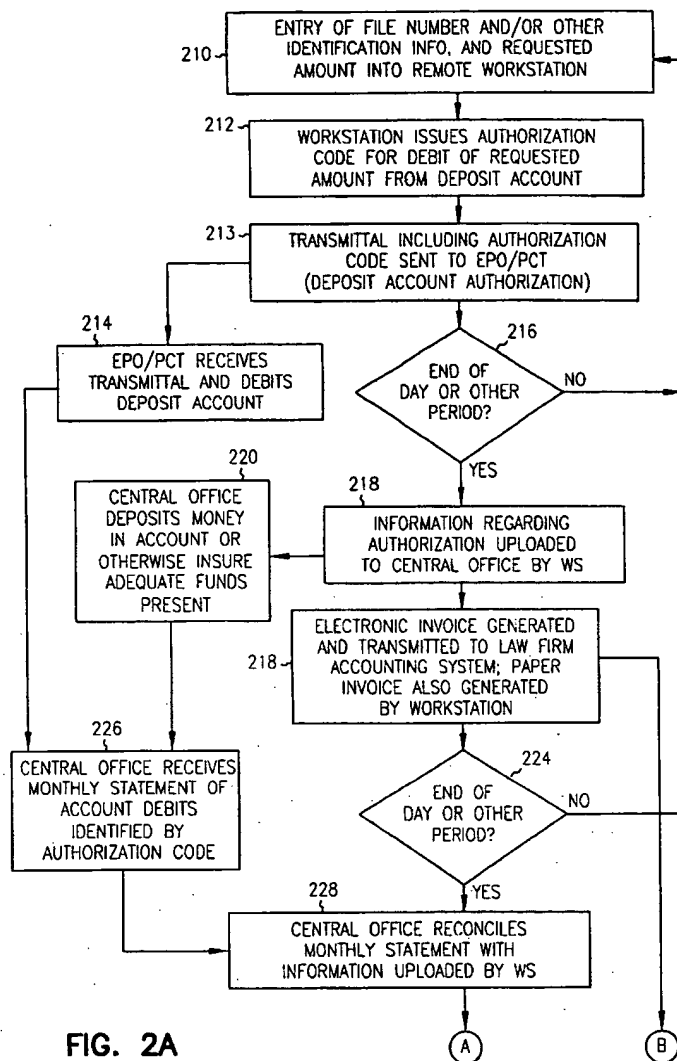 210
ENTRY OF FILE NUMBER AND/OR OTHER
IDENTIFICATION INFO, AND REQUESTED
AMOUNT INTO REMOTE WORKSTATION
212
WORKSTATION ISSUES AUTHORIZATION
CODE FOR DEBIT OF REQUESTED
AMOUNT FROM DEPOSIT ACCOUNT
213
TRANSMITTAL INCLUDING AUTHORIZATION
CODE SENT TO EPO/PCT
(DEPOSIT ACCOUNT AUTHORIZATION)
214
EPO/PCT RECEIVES
TRANSMITTAL AND DEBITS
DEPOSIT ACCOUNT
216
END OF
DAY OR OTHER
PERIOD?
NO
YES
220
CENTRAL OFFICE
DEPOSITS MONEY
IN ACCOUNT OR
OTHERWISE INSURE
ADEQUATE FUNDS
PRESENT
218
INFORMATION REGARDING
AUTHORIZATION UPLOADED
TO CENTRAL OFFICE BY WS
218
ELECTRONIC INVOICE GENERATED
AND TRANSMITTED TO LAW FIRM
ACCOUNTING SYSTEM; PAPER
INVOICE ALSO GENERATED
BY WORKSTATION
226
CENTRAL OFFICE RECEIVES
MONTHLY STATEMENT OF
ACCOUNT DEBITS
IDENTIFIED BY
AUTHORIZATION CODE
224
END OF
DAY OR OTHER
PERIOD?
NO
YES
228
CENTRAL OFFICE RECONCILES
MONTHLY STATEMENT WITH
INFORMATION UPLOADED BY WS
FIG. 2A
A
B